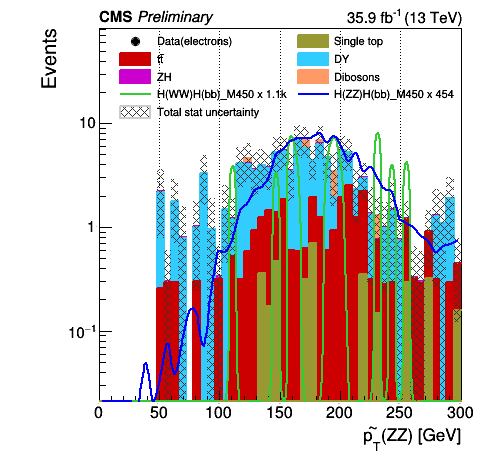 CMS Preliminary 35.9 fb⁻¹ (13 TeV)
Events
Data(electrons) Single top
tt̄ DY
ZH Dibosons
H(WW)H(bb)_M450 x 1.1k H(ZZ)H(bb)_M450 x 454
Total stat uncertainty
10
1
10⁻¹
0 50 100 150 200 250 300
p̃_T(ZZ) [GeV]